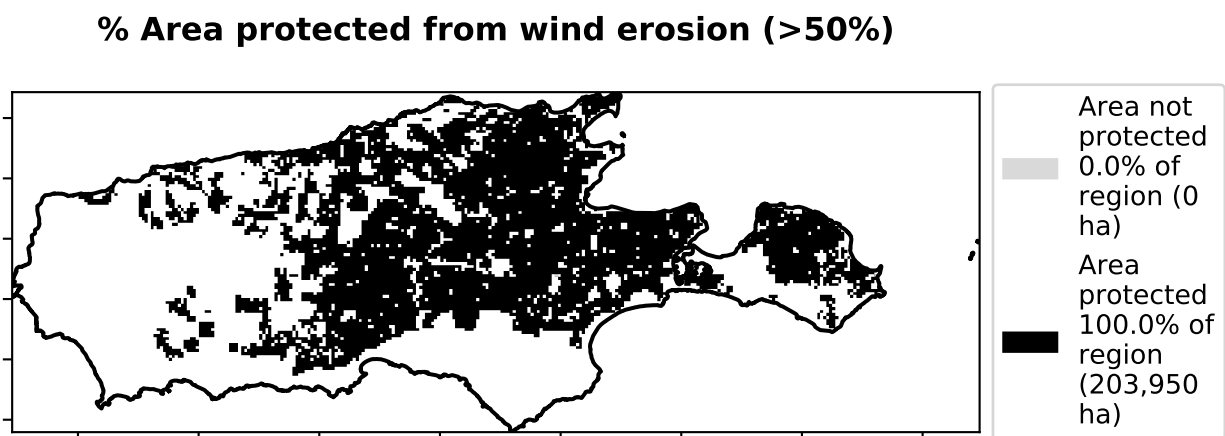 % Area protected from wind erosion (>50%)
Area not
protected
0.0% of
region (0
ha)
Area
protected
100.0% of
region
(203,950
ha)